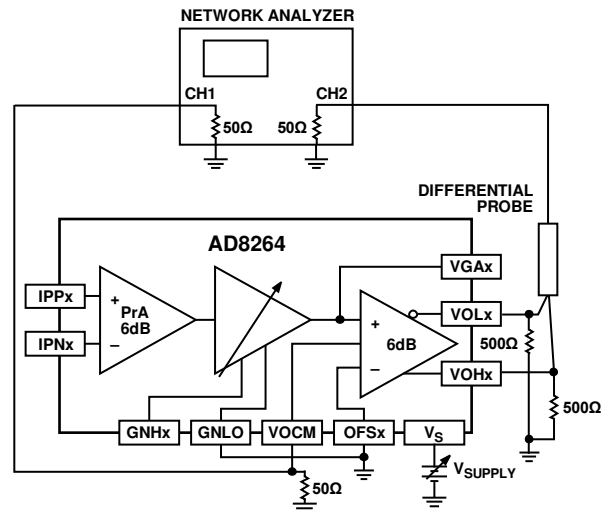 NETWORK ANALYZER
CH1
CH2
50Ω
50Ω
DIFFERENTIAL
PROBE
AD8264
VGAx
IPPx
+
PrA
6dB
–
IPNx
+
6dB
–
VOLx
500Ω
VOHx
500Ω
GNHx
GNLO
VOCM
OFSx
VS
50Ω
VSUPPLY